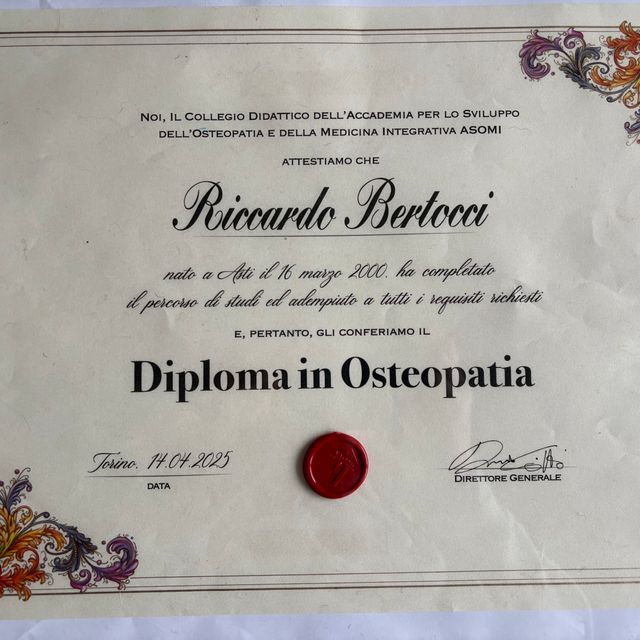 Noi, Il Collegio Didattico dell'Accademia per lo Sviluppo
dell'Osteopatia e della Medicina Integrativa ASOMI
attestiamo che
Riccardo Bertocci
nato a Asti il 16 marzo 2000, ha completato
il percorso di studi ed adempiuto a tutti i requisiti richiesti
e, pertanto, gli conferiamo il
Diploma in Osteopatia
Torino, 14.04.2025
Data
Direttore Generale